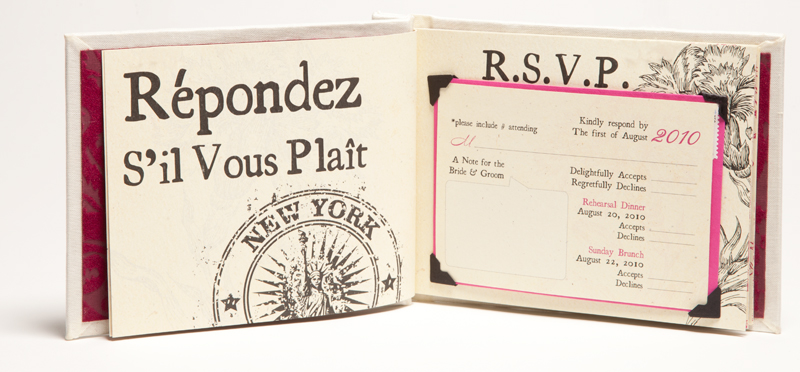 Répondez
S'il Vous Plaît
NEW YORK
R.S.V.P.
*please include # attending
Kindly respond by
The first of August 2010
M
A Note for the
Bride & Groom
Delightfully Accepts
Regretfully Declines
Rehearsal Dinner
August 20, 2010
Accepts
Declines
Sunday Brunch
August 22, 2010
Accepts
Declines